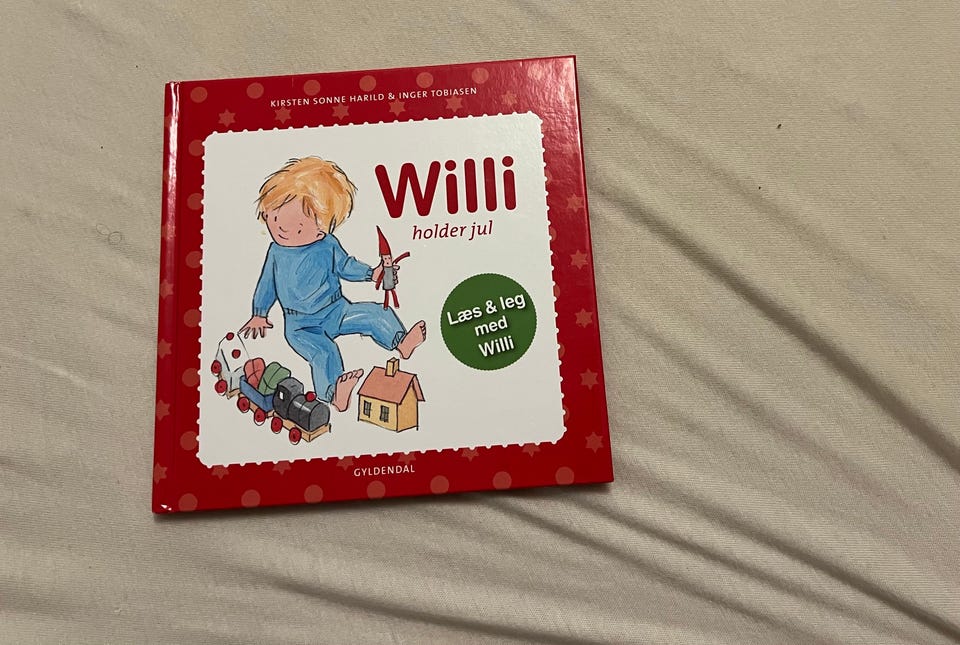 KIRSTEN SONNE HARILD & INGER TOBIASEN
Willi
holder jul
Læs & leg
med
Willi
GYLDENDAL